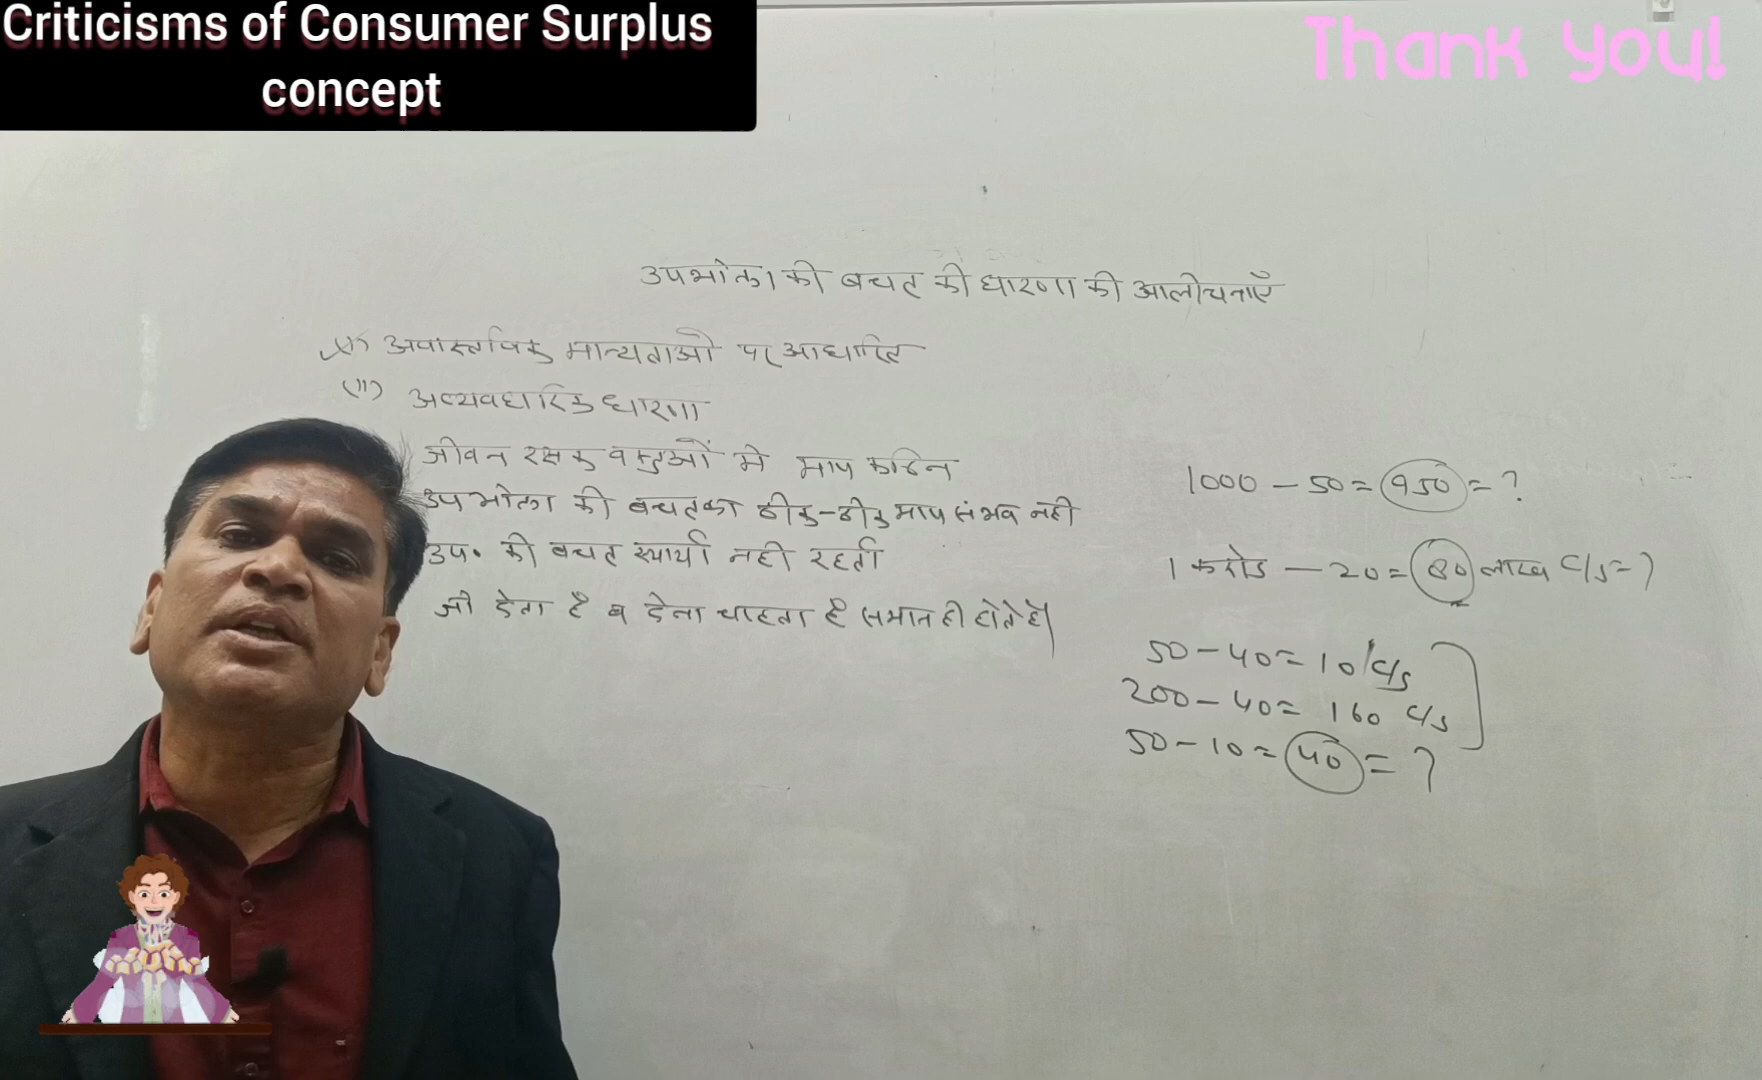 Criticisms of Consumer Surplus
concept
Thank You!
उपभोक्ता की बचत की धारणा की आलोचनाएँ
अवास्तविक मान्यताओं पर आधारित
(ii) अव्यवहारिक धारणा
जीवन रक्षक वस्तुओं में माप कठिन
उपभोक्ता की बचत का ठीक-ठीक माप संभव नही
उप॰ की बचत स्थायी नही रहती
जो देता है व देना चाहता है समान ही होते है।
1000 - 50 = 950 = ?
1 करोड - 20 = 80 लाख C/S = ?
50 - 40 = 10 C/S
200 - 40 = 160 C/S
50 - 10 = 40 = ?